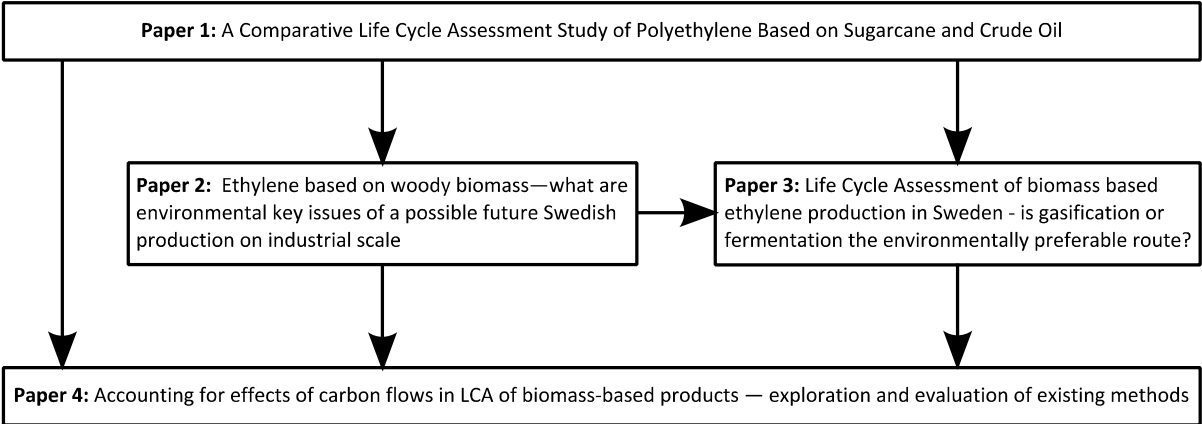 Paper 1: A Comparative Life Cycle Assessment Study of Polyethylene Based on Sugarcane and Crude Oil
Paper 2: Ethylene based on woody biomass—what are
environmental key issues of a possible future Swedish
production on industrial scale
Paper 3: Life Cycle Assessment of biomass based
ethylene production in Sweden - is gasification or
fermentation the environmentally preferable route?
Paper 4: Accounting for effects of carbon flows in LCA of biomass-based products — exploration and evaluation of existing methods